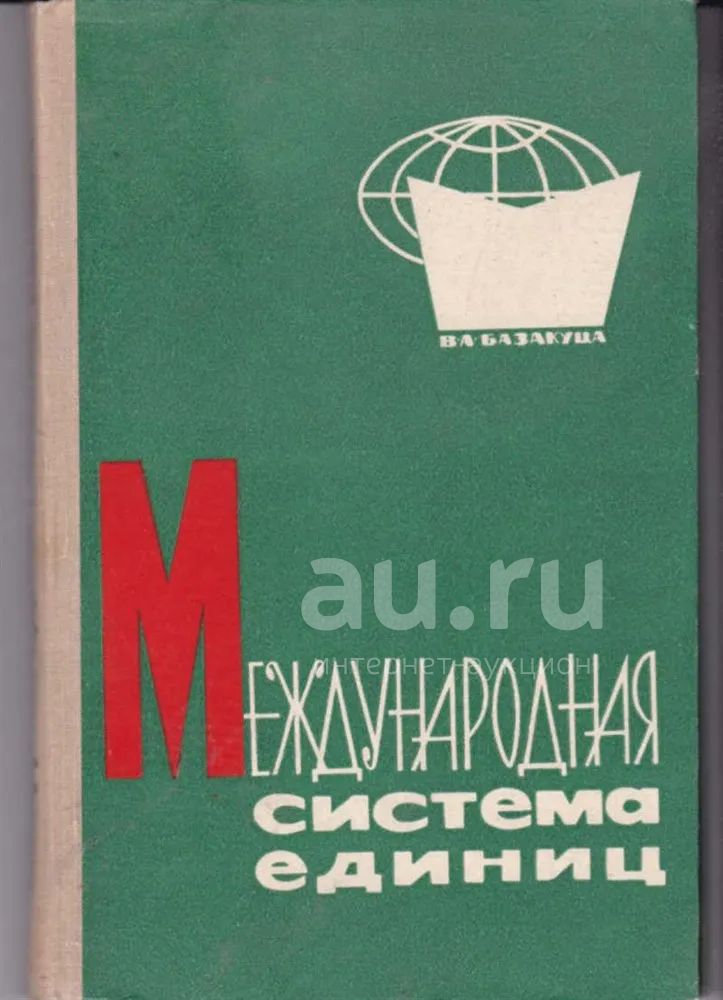 В·А·БАЗАКУЦА
МЕЖДУНАРОДНАЯ
система
единиц
au.ru
интернет-аукцион